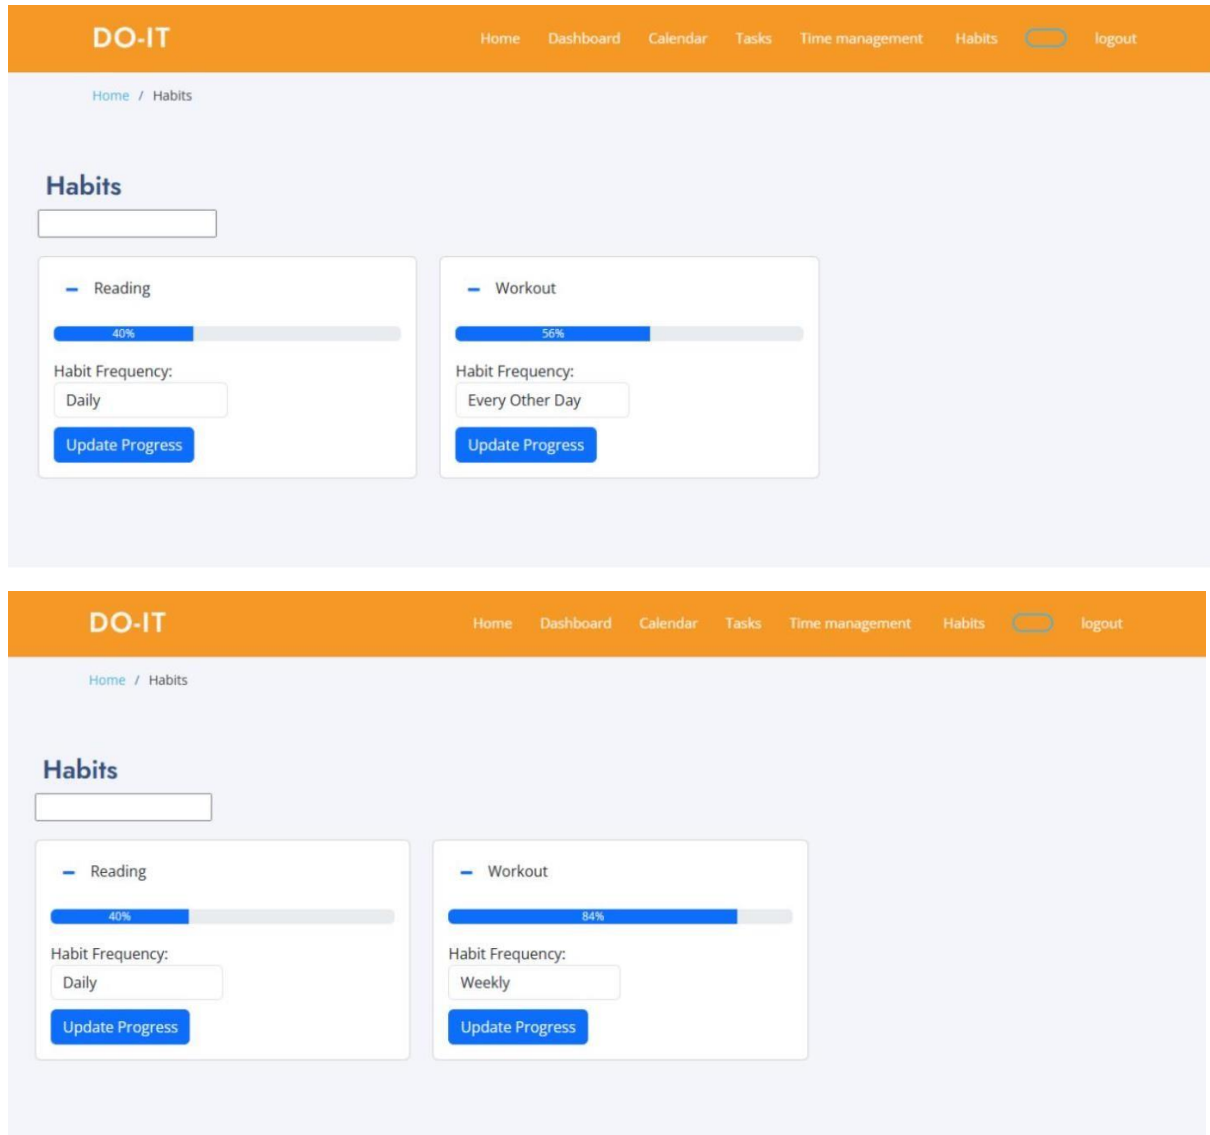 DO-IT Home Dashboard Calendar Tasks Time management Habits logout
Home / Habits
Habits
Reading
40%
Habit Frequency:
Daily
Update Progress
Workout
56%
Habit Frequency:
Every Other Day
Update Progress
DO-IT Home Dashboard Calendar Tasks Time management Habits logout
Home / Habits
Habits
Reading
40%
Habit Frequency:
Daily
Update Progress
Workout
84%
Habit Frequency:
Weekly
Update Progress